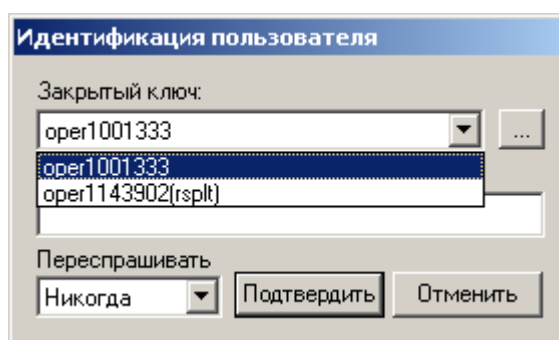 Идентификация пользователя
Закрытый ключ:
oper1001333
...
oper1001333
oper1143902(rsplt)
Переспрашивать
Никогда
Подтвердить
Отменить